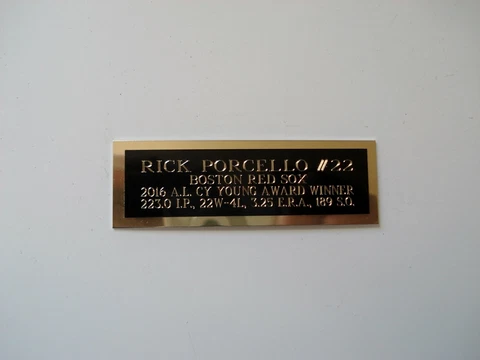 RICK PORCELLO #22
BOSTON RED SOX
2016 A.L. CY YOUNG AWARD WINNER
223.0 I.P., 22W-4L, 3.25 E.R.A., 189 S.O.